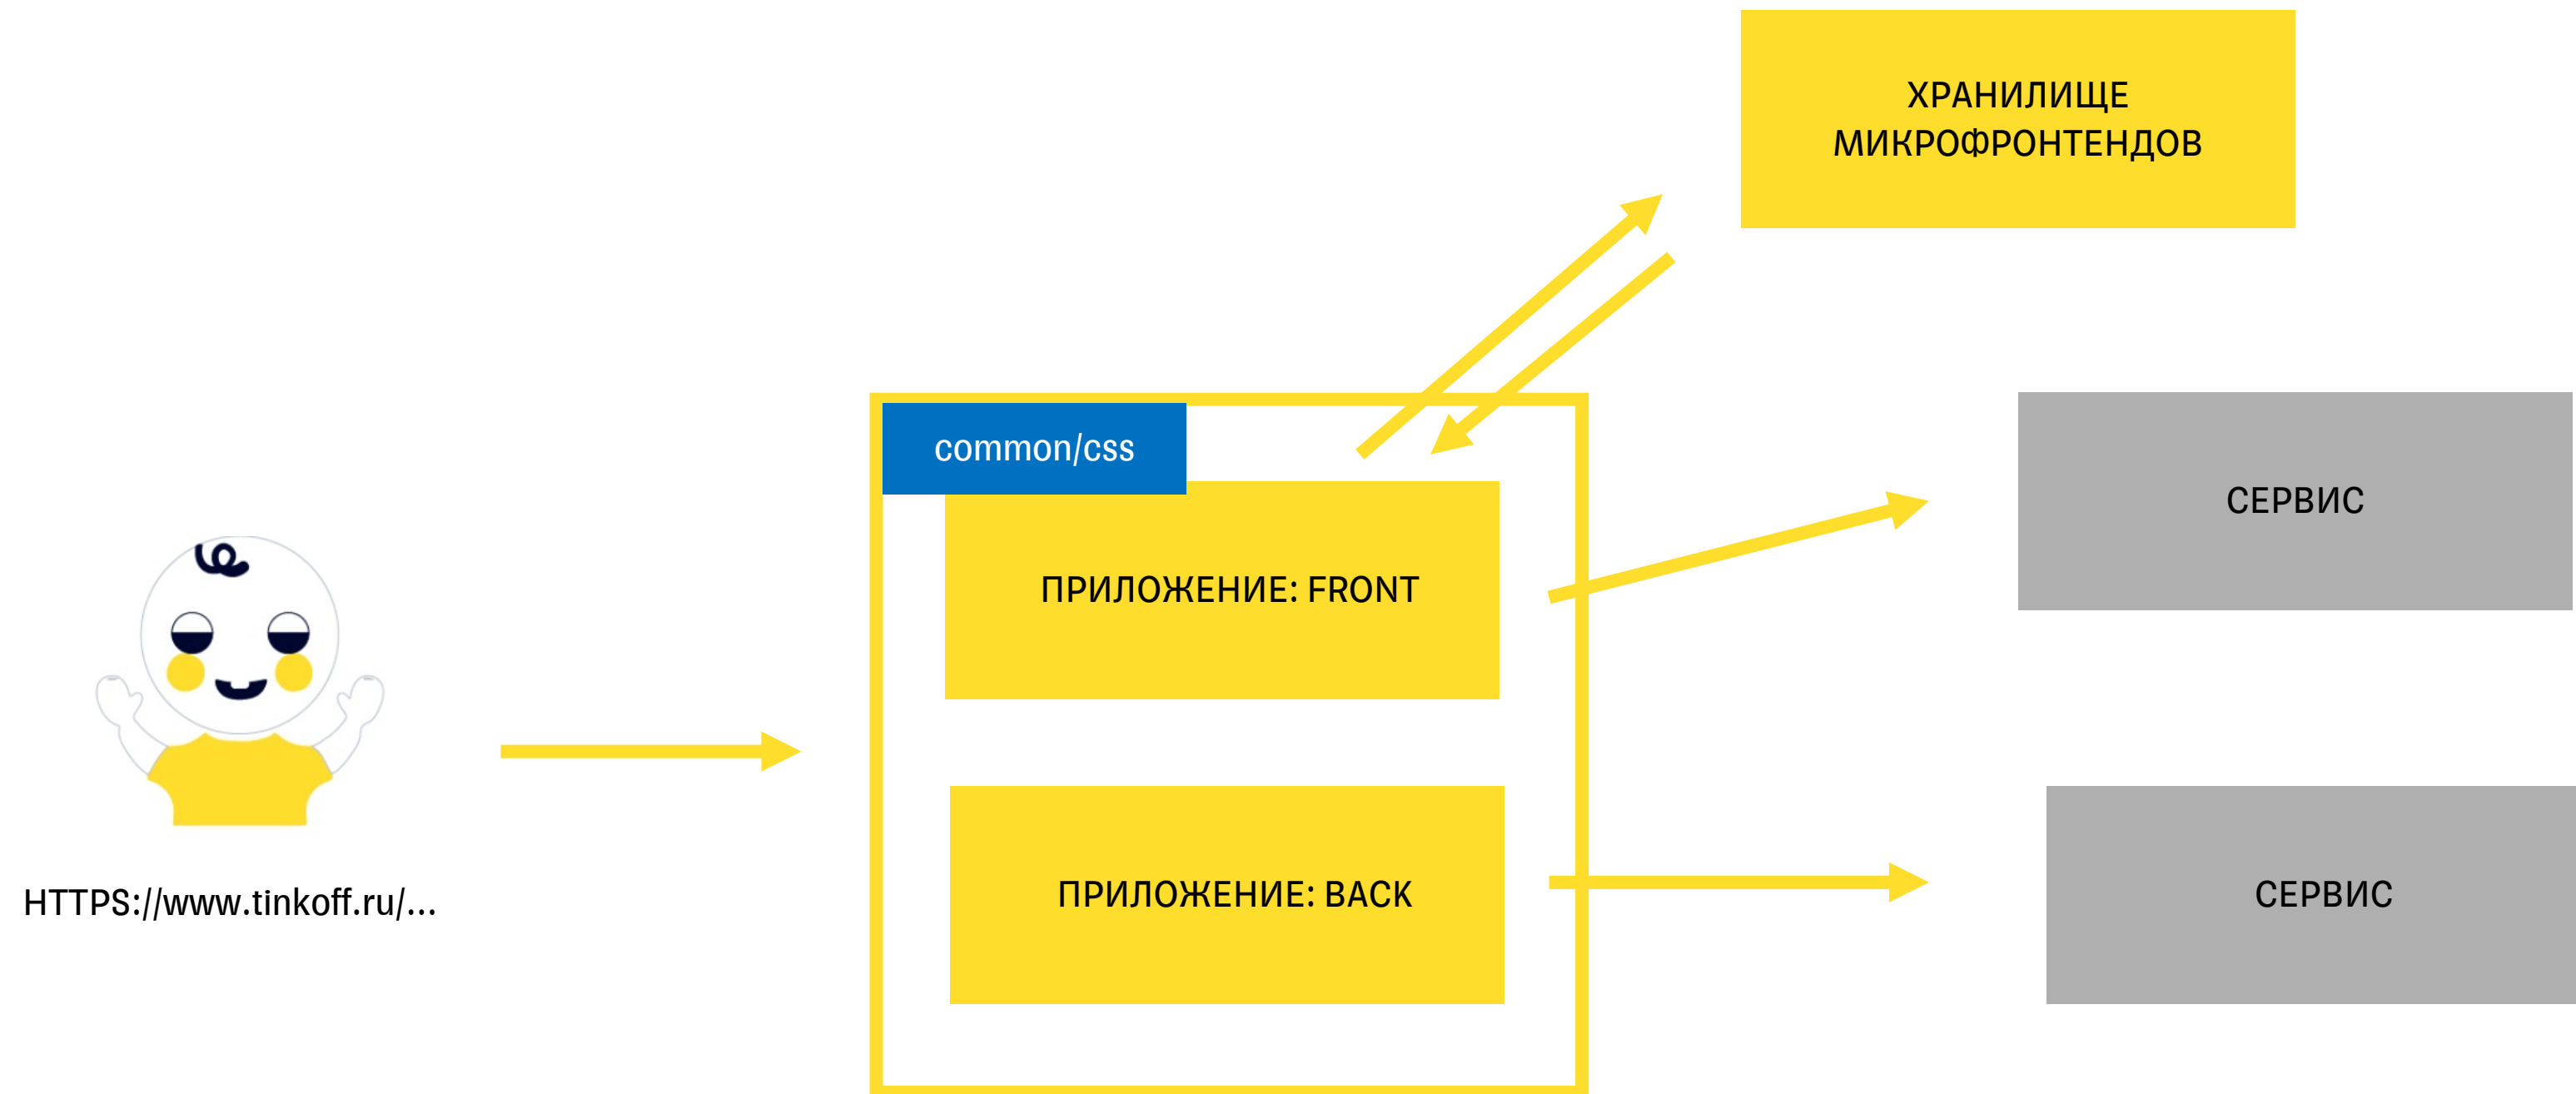 ХРАНИЛИЩЕ
МИКРОФРОНТЕНДОВ
common/css
СЕРВИС
ПРИЛОЖЕНИЕ: FRONT
ПРИЛОЖЕНИЕ: BACK
СЕРВИС
HTTPS://www.tinkoff.ru/...